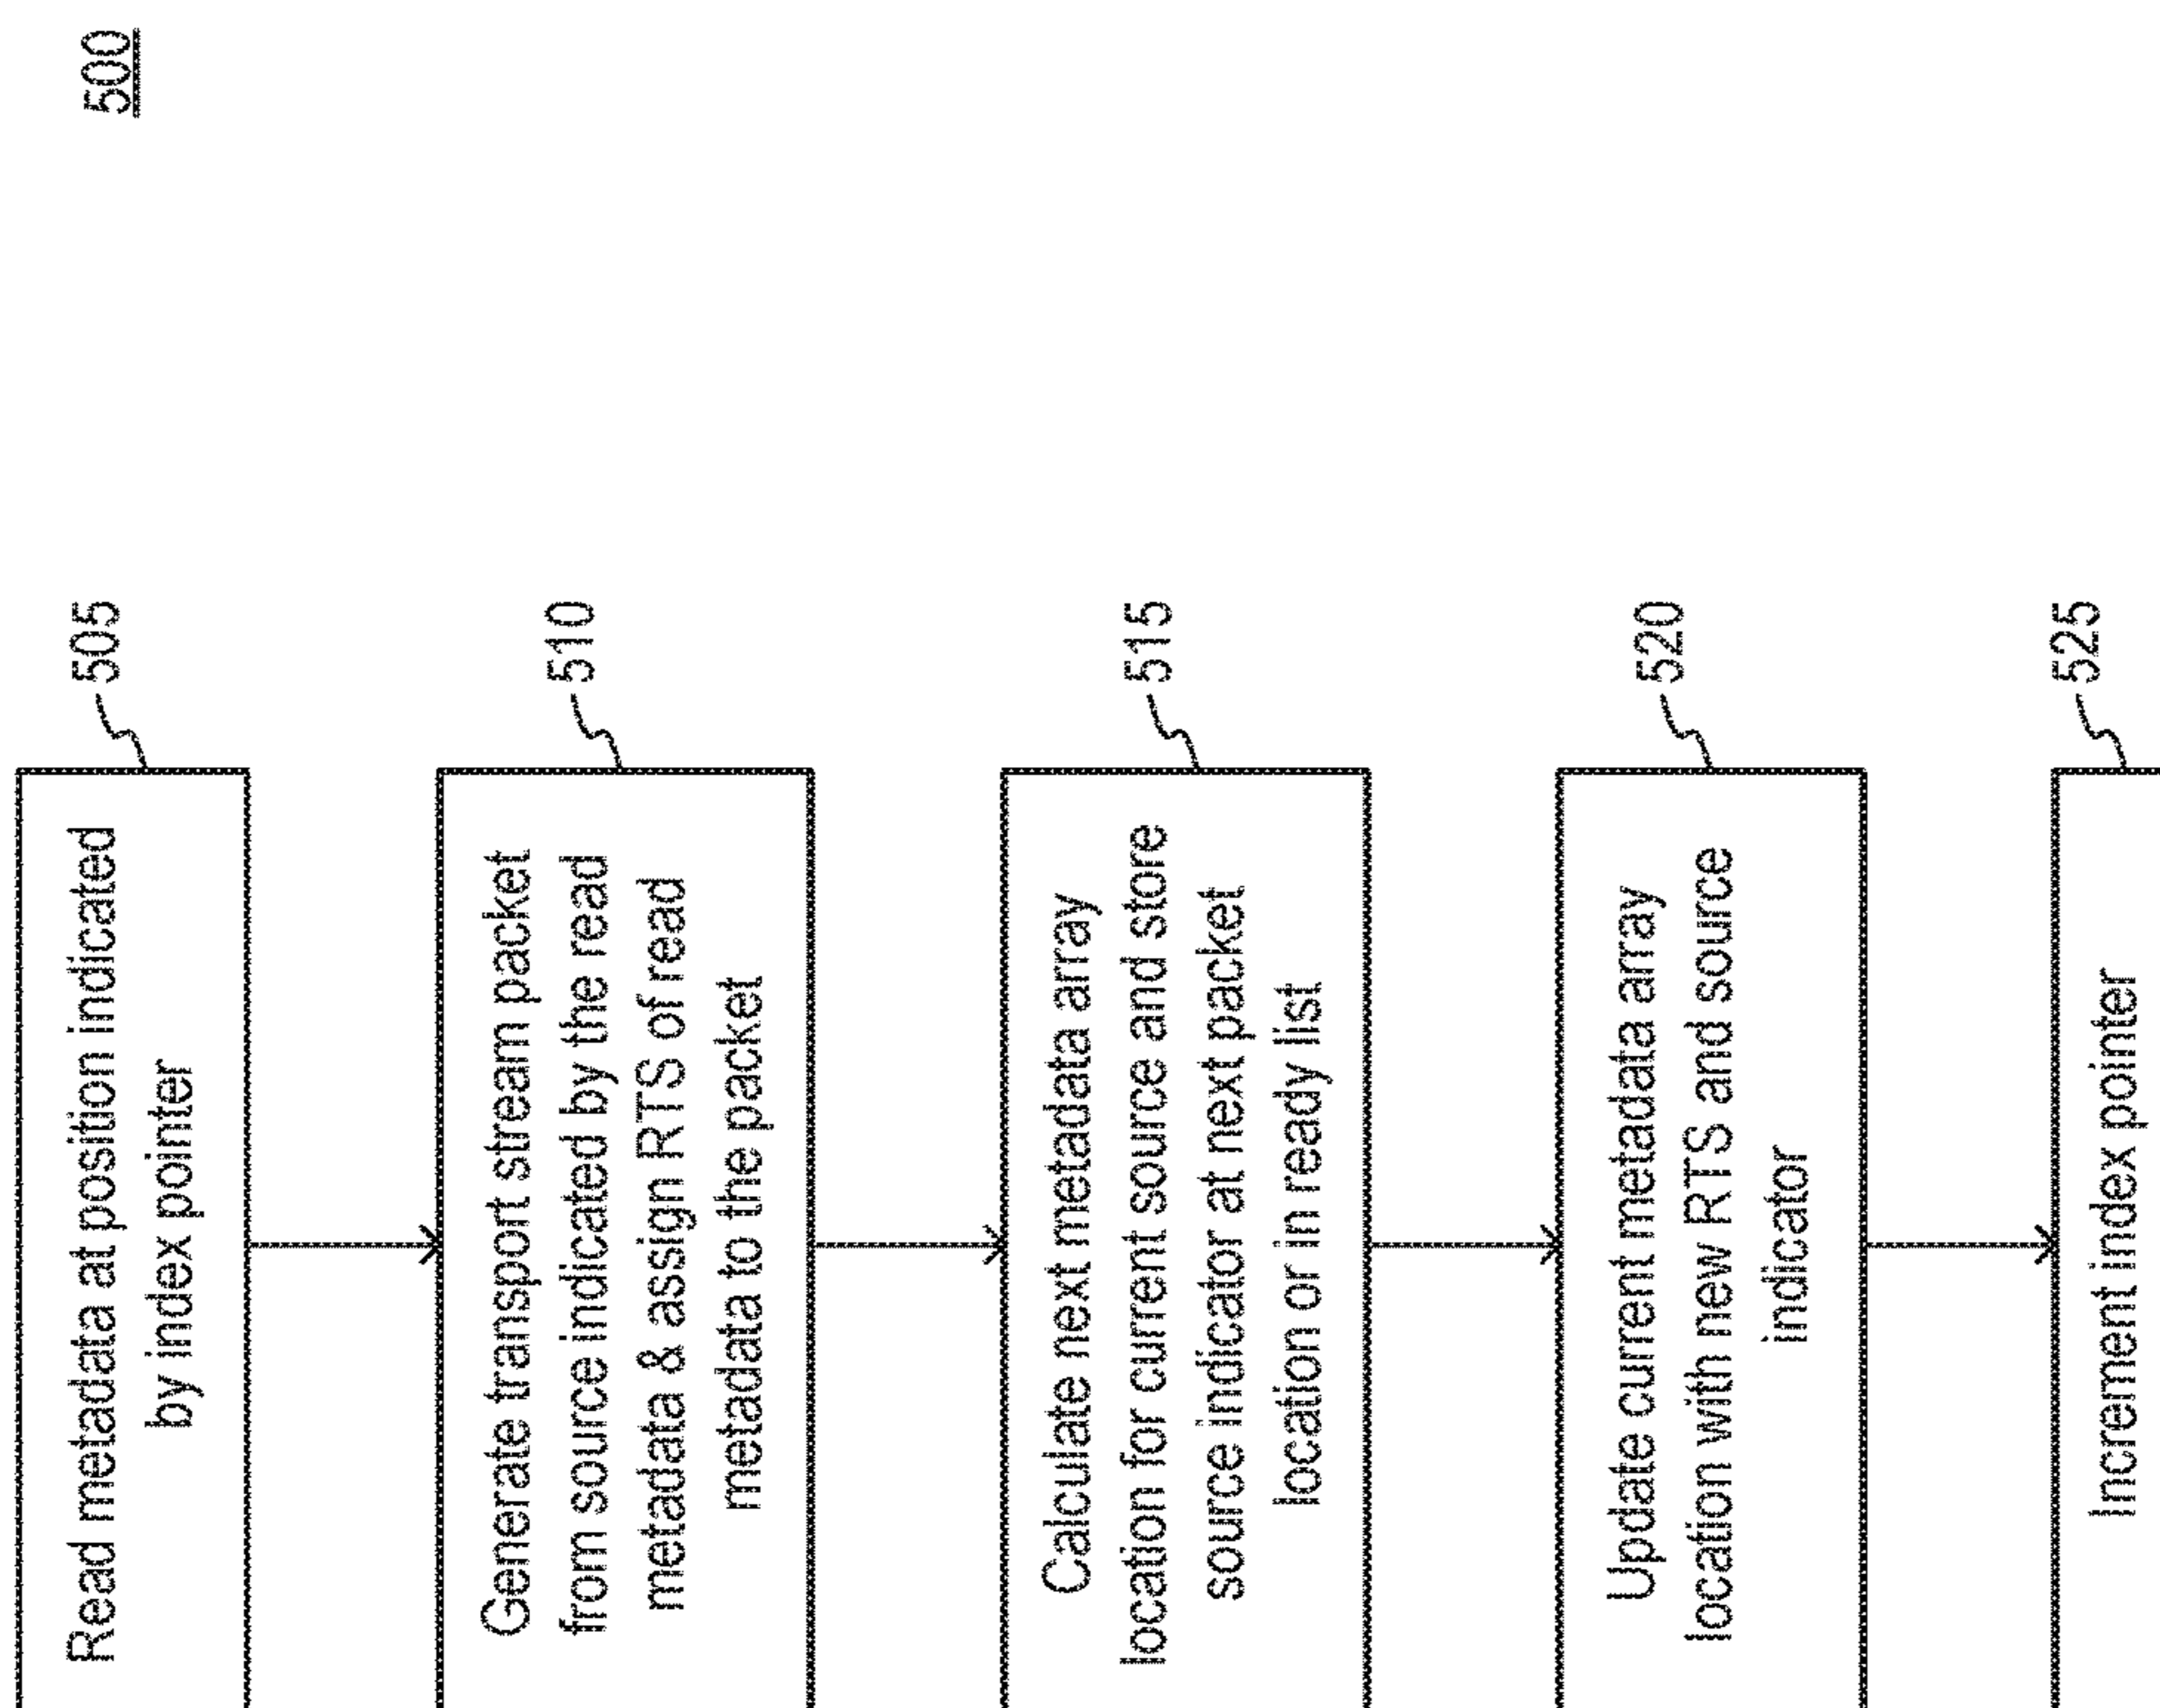 500
Read metadata at position indicated
by index pointer
505
Generate transport stream packet
from source indicated by the read
metadata & assign RTS of read
metadata to the packet
510
Calculate next metadata array
location for current source and store
source indicator at next packet
location or in ready list
515
Update current metadata array
location with new RTS and source
indicator
520
Increment index pointer
525